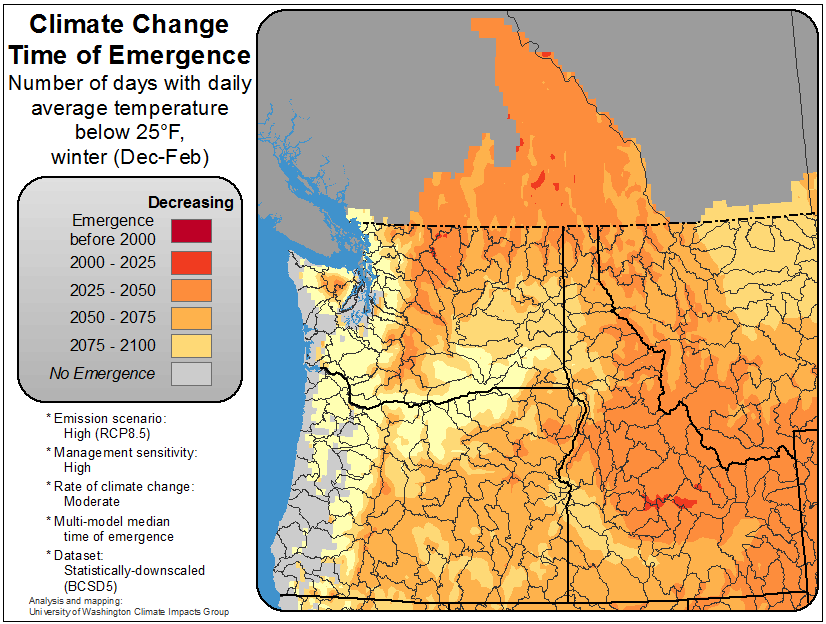 Climate Change
Time of Emergence
Number of days with daily
average temperature
below 25°F,
winter (Dec-Feb)
Decreasing
Emergence
before 2000
2000 - 2025
2025 - 2050
2050 - 2075
2075 - 2100
No Emergence
* Emission scenario:
High (RCP8.5)
* Management sensitivity:
High
* Rate of climate change:
Moderate
* Multi-model median
time of emergence
* Dataset:
Statistically-downscaled
(BCSD5)
Analysis and mapping:
University of Washington Climate Impacts Group